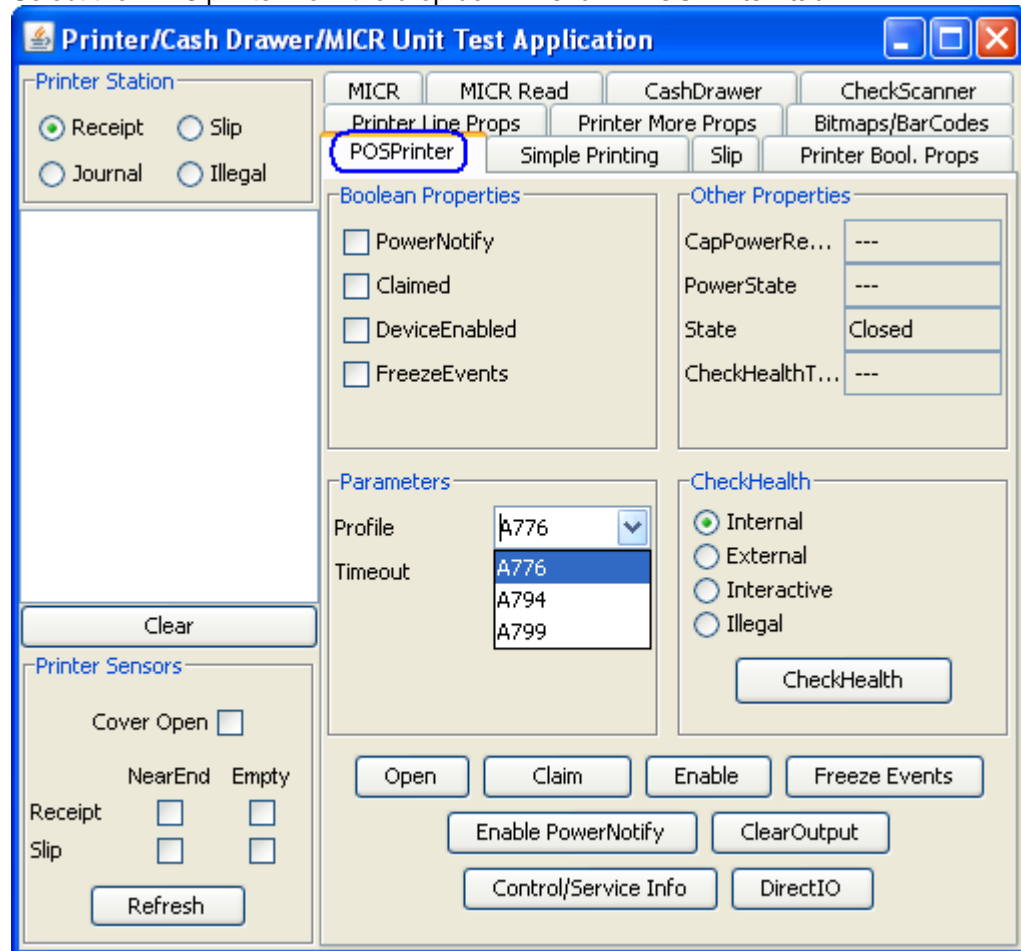 Printer/Cash Drawer/MICR Unit Test Application
Printer Station
Receipt Slip
Journal Illegal
MICR MICR Read CashDrawer CheckScanner
Printer Line Props Printer More Props Bitmaps/BarCodes
POSPrinter Simple Printing Slip Printer Bool. Props
Boolean Properties
PowerNotify
Claimed
DeviceEnabled
FreezeEvents
Other Properties
CapPowerRe... ---
PowerState ---
State Closed
CheckHealthT... ---
Parameters
Profile A776
A776
Timeout
A794
A799
CheckHealth
Internal
External
Interactive
Illegal
CheckHealth
Clear
Printer Sensors
Cover Open
NearEnd Empty
Receipt
Slip
Refresh
Open Claim Enable Freeze Events
Enable PowerNotify ClearOutput
Control/Service Info DirectIO